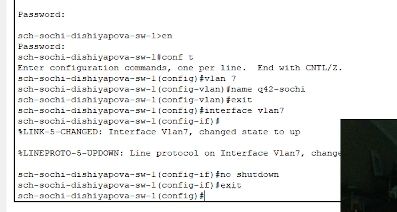 Password:
sch-sochi-dishiyapova-sw-1>en
Password:
sch-sochi-dishiyapova-sw-1#conf t
Enter configuration commands, one per line.  End with CNTL/Z.
sch-sochi-dishiyapova-sw-1(config)#vlan 7
sch-sochi-dishiyapova-sw-1(config-vlan)#name q42-sochi
sch-sochi-dishiyapova-sw-1(config-vlan)#exit
sch-sochi-dishiyapova-sw-1(config)#interface vlan7
sch-sochi-dishiyapova-sw-1(config-if)#
%LINK-5-CHANGED: Interface Vlan7, changed state to up
%LINEPROTO-5-UPDOWN: Line protocol on Interface Vlan7, change
sch-sochi-dishiyapova-sw-1(config-if)#no shutdown
sch-sochi-dishiyapova-sw-1(config-if)#exit
sch-sochi-dishiyapova-sw-1(config)#